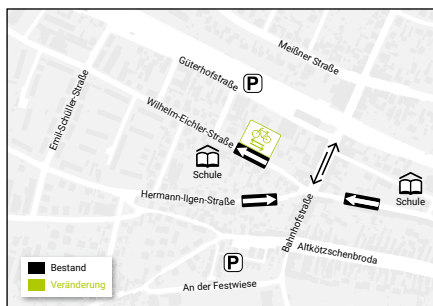 Meißner Straße
Güterhofstraße
P
Emil-Schüller-Straße
Wilhelm-Eichler-Straße
Schule
Hermann-Ilgen-Straße
Schule
Bahnhofstraße
Altkötzschenbroda
P
An der Festwiese
Bestand
Veränderung